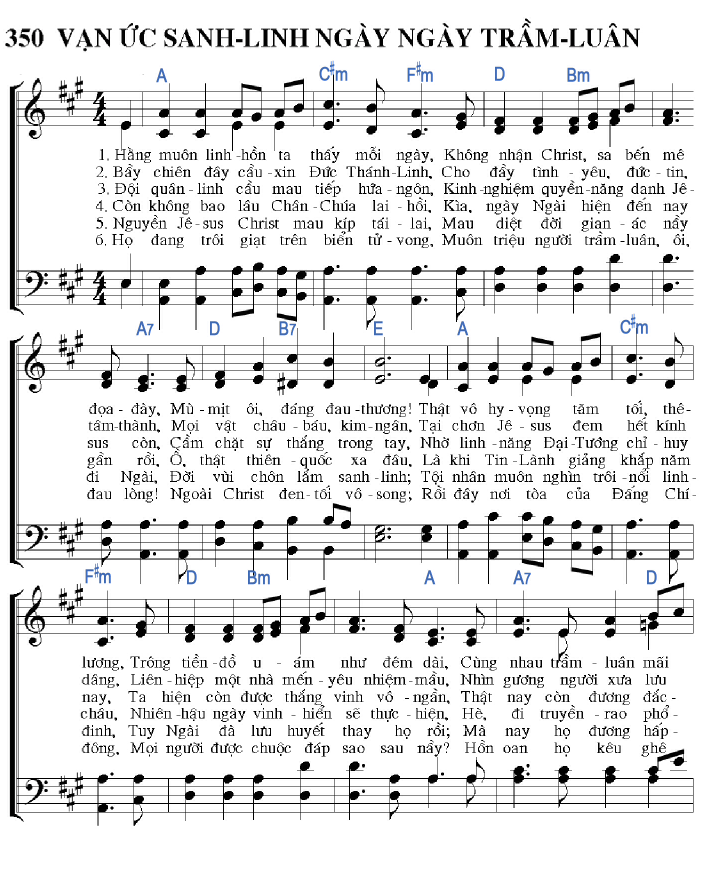 350 VẠN ỨC SANH-LINH NGÀY NGÀY TRẦM-LUÂN
A C#m F#m D Bm
1. Hằng muôn linh-hồn ta thấy mỗi ngày, Không nhận Christ, sa bến mê
2. Bầy chiên đây cầu-xin Đức Thánh-Linh, Cho đầy tình-yêu, đức-tin,
3. Đội quân-linh cầu mau tiếp hứa-ngôn, Kinh-nghiệm quyền-năng danh Jê-
4. Còn không bao lâu Chân-Chúa lai-hồi, Kìa, ngày Ngài hiện đến nay
5. Nguyền Jê-sus Christ mau kíp tái-lai, Mau diệt đời gian-ác nầy
6. Họ đang trôi giạt trên biển tử-vong, Muôn triệu người trầm-luân, ôi,
A7 D B7 E A C#m
đọa-đày, Mù-mịt ôi, đáng đau-thương! Thật vô hy-vọng tăm tối, thê-
tâm-thành, Mọi vật châu-báu, kim-ngân, Tại chơn Jê-sus đem hết kính
sus còn, Cầm chặt sự thắng trong tay, Nhờ linh-năng Đại-Tướng chỉ-huy
gần rồi, Ồ, thật thiên-quốc xa đâu, Là khi Tin-Lành giảng khắp năm
đi Ngài, Đời vùi chôn lắm sanh-linh; Tội nhân muôn nghìn trôi-nổi linh-
đau lòng! Ngoài Christ đen-tối vô-song; Rồi đây nơi tòa của Đấng Chí-
F#m D Bm A A7 D
lương, Trông tiền-đồ u-ám như đêm dài, Cùng nhau trầm-luân mãi
dâng, Liên-hiệp một nhà mến-yêu nhiệm-mầu, Nhìn gương người xưa lưu
nay, Ta hiện còn được thắng vinh vô-ngần, Thật nay còn đương đắc-
châu, Nhiên-hậu ngày vinh-hiển sẽ thực-hiện, Hè, đi truyền-rao phổ-
đinh, Tuy Ngài đà lưu huyết thay họ rồi; Mà nay họ đương hấp-
đông, Mọi người được chuộc đáp sao sau nầy? Hồn oan họ kêu ghê